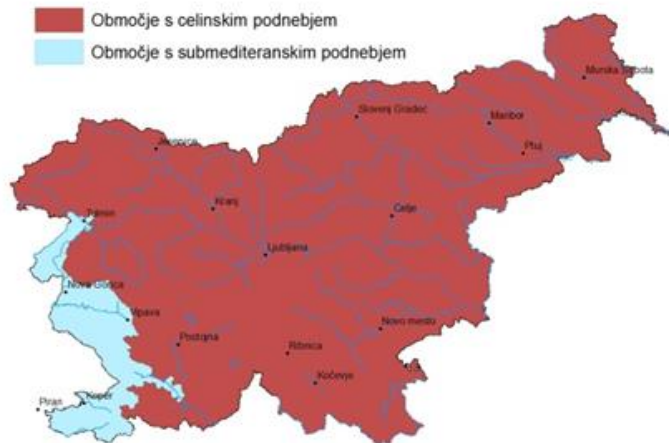 Območje s celinskim podnebjem
Območje s submediteranskim podnebjem
Murska Sobota
Slovenj Gradec
Maribor
Ptuj
Jesenice
Kranj
Celje
Tolmin
Ljubljana
Nova Gorica
Vipava
Novo mesto
Postojna
Ribnica
Kočevje
Koper
Piran